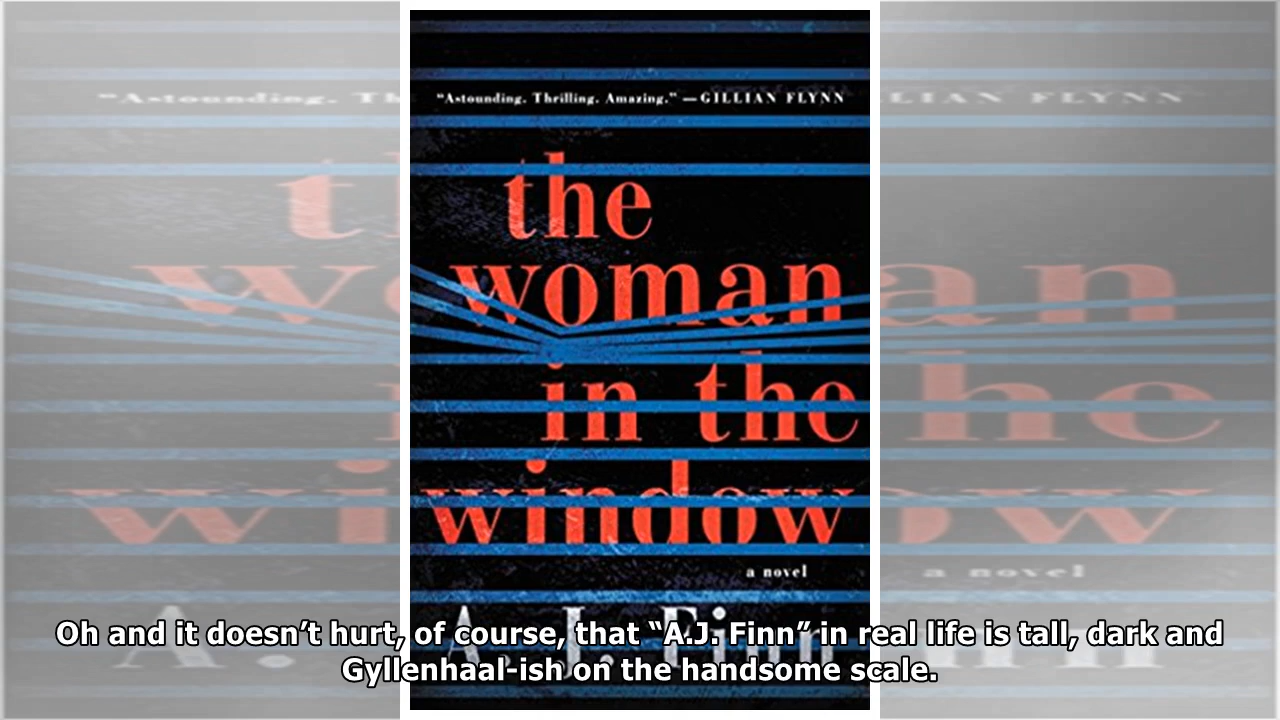 “Astounding. Thrilling. Amazing.” —GILLIAN FLYNN
the
woman
in the
window
a novel
A. J. Finn
Oh and it doesn’t hurt, of course, that “A.J. Finn” in real life is tall, dark and
Gyllenhaal-ish on the handsome scale.